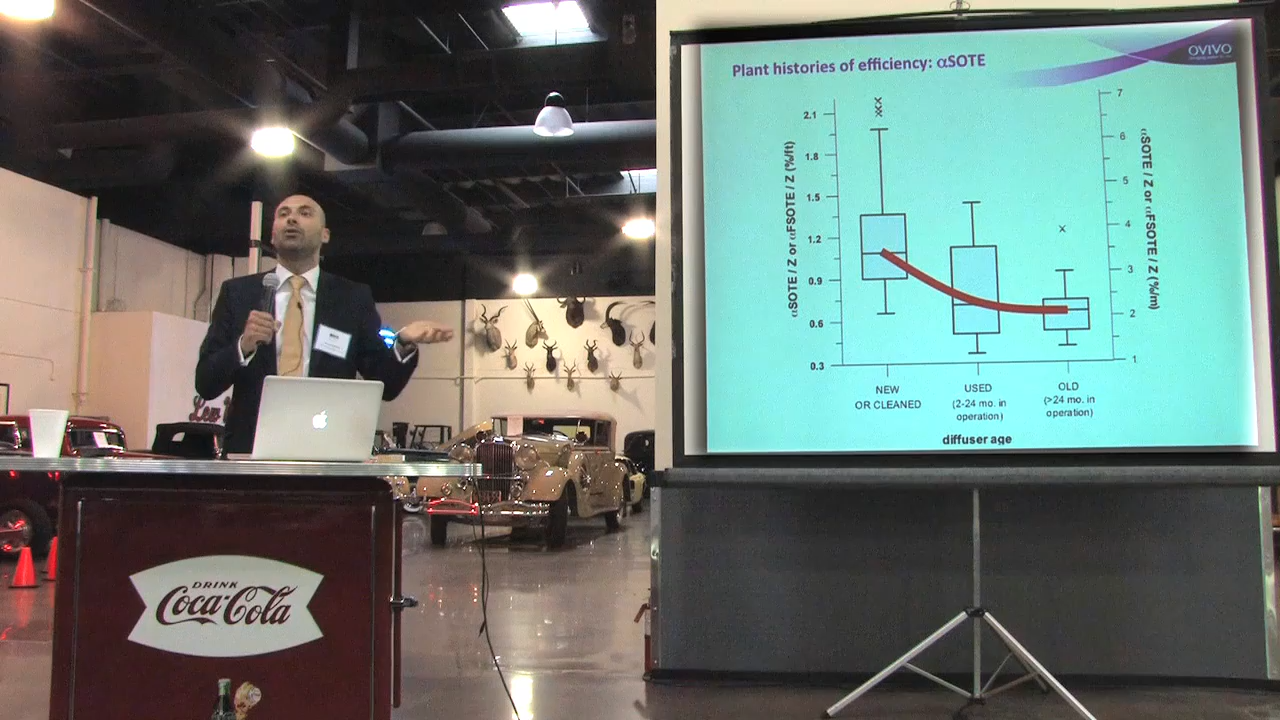 Plant histories of efficiency: αSOTE
OVIVO
αSOTE / Z or αFSOTE / Z (%/ft)
2.1
1.8
1.5
1.2
0.9
0.6
0.3
7
6
5
4
3
2
1
αSOTE / Z or αFSOTE / Z (%/m)
NEW
OR CLEANED
USED
(2-24 mo. in
operation)
OLD
(>24 mo. in
operation)
diffuser age
DRINK
Coca-Cola